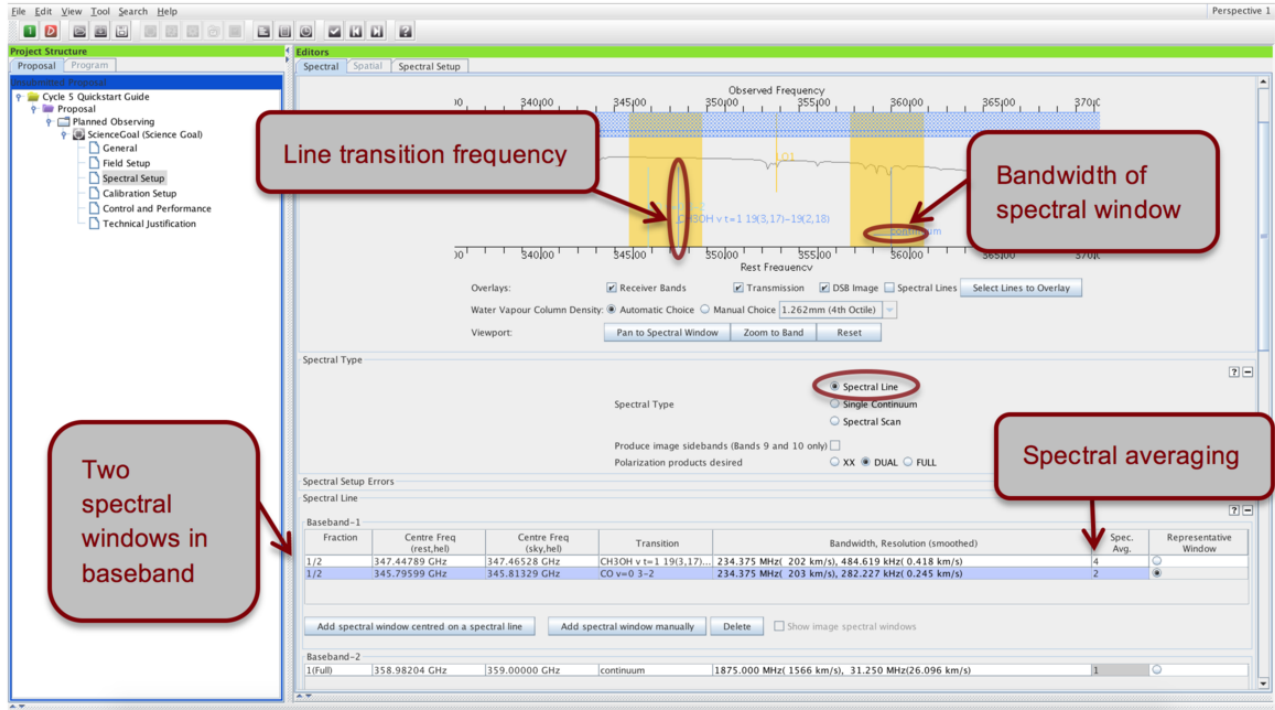 File Edit View Tool Search Help
Perspective 1
Project Structure
Proposal Program
Unsubmitted Proposal
Cycle 5 Quickstart Guide
Proposal
Planned Observing
ScienceGoal (Science Goal)
General
Field Setup
Spectral Setup
Calibration Setup
Control and Performance
Technical Justification
Editors
Spectral Spatial Spectral Setup
Observed Frequency
340,00 345,00 350,00 355,00 360,00 365,00 370,0
Line transition frequency
Bandwidth of
spectral window
CH3OH v t=1 19(3,17)-19(2,18)
continuum
340,00 345,00 350,00 355,00 360,00 365,00 370,0
Rest Frequency
Overlays: Receiver Bands Transmission DSB Image Spectral Lines Select Lines to Overlay
Water Vapour Column Density: Automatic Choice Manual Choice 1.262mm (4th Octile)
Viewport: Pan to Spectral Window Zoom to Band Reset
Spectral Type
?
Spectral Type
Spectral Line
Single Continuum
Spectral Scan
Produce image sidebands (Bands 9 and 10 only)
Polarization products desired XX DUAL FULL
Two
spectral
windows in
baseband
Spectral averaging
Spectral Setup Errors
Spectral Line
?
Baseband-1
Fraction Centre Freq (rest,hel) Centre Freq (sky,hel) Transition Bandwidth, Resolution (smoothed) Spec. Avg. Representative Window
1/2 347.44789 GHz 347.46528 GHz CH3OH v t=1 19(3,17)... 234.375 MHz( 202 km/s), 484.619 kHz( 0.418 km/s) 4
1/2 345.79599 GHz 345.81329 GHz CO v=0 3-2 234.375 MHz( 203 km/s), 282.227 kHz( 0.245 km/s) 2
Add spectral window centred on a spectral line Add spectral window manually Delete Show image spectral windows
Baseband-2
1(Full) 358.98204 GHz 359.00000 GHz continuum 1875.000 MHz( 1566 km/s), 31.250 MHz(26.096 km/s) 1